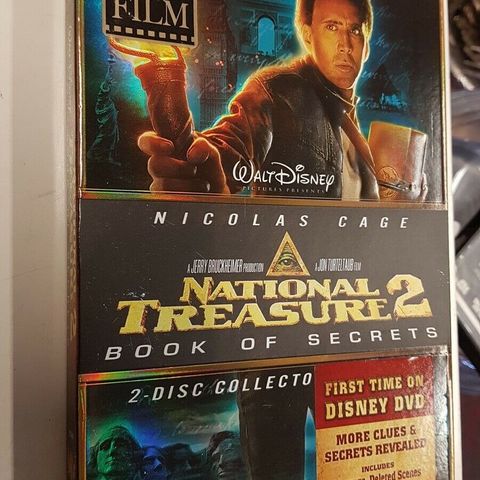 FILM
WALT DISNEY
PICTURES PRESENTS
NICOLAS CAGE
A JERRY BRUCKHEIMER PRODUCTION A JON TURTELTAUB FILM
NATIONAL
TREASURE 2
BOOK OF SECRETS
2-DISC COLLECTO
FIRST TIME ON
DISNEY DVD
MORE CLUES &
SECRETS REVEALED
INCLUDES
Deleted Scenes